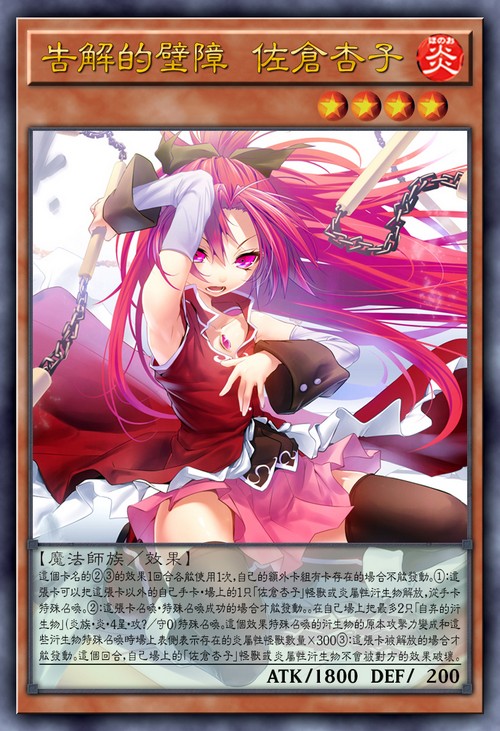 告解的壁障 佐倉杏子
ほのお
炎
【魔法師族／效果】
這個卡名的②③的效果1回合各能使用1次,自己的額外卡組有卡存在的場合不能發動。①:這
張卡可以把這張卡以外的自己手卡·場上的1只「佐倉杏子」怪獸或炎屬性衍生物解放,從手卡
特殊召喚。②:這張卡召喚·特殊召喚成功的場合才能發動。在自己場上把最多2只「自弃的衍
生物」(炎族·炎·4星·攻?／守0)特殊召喚。這個效果特殊召喚的衍生物的原本攻擊力變成和這
些衍生物特殊召喚時場上表側表示存在的炎屬性怪獸數量×300③:這張卡被解放的場合才
能發動。這個回合,自己場上的「佐倉杏子」怪獸或炎屬性衍生物不會被對方的效果破壞。
ATK/1800 DEF/ 200